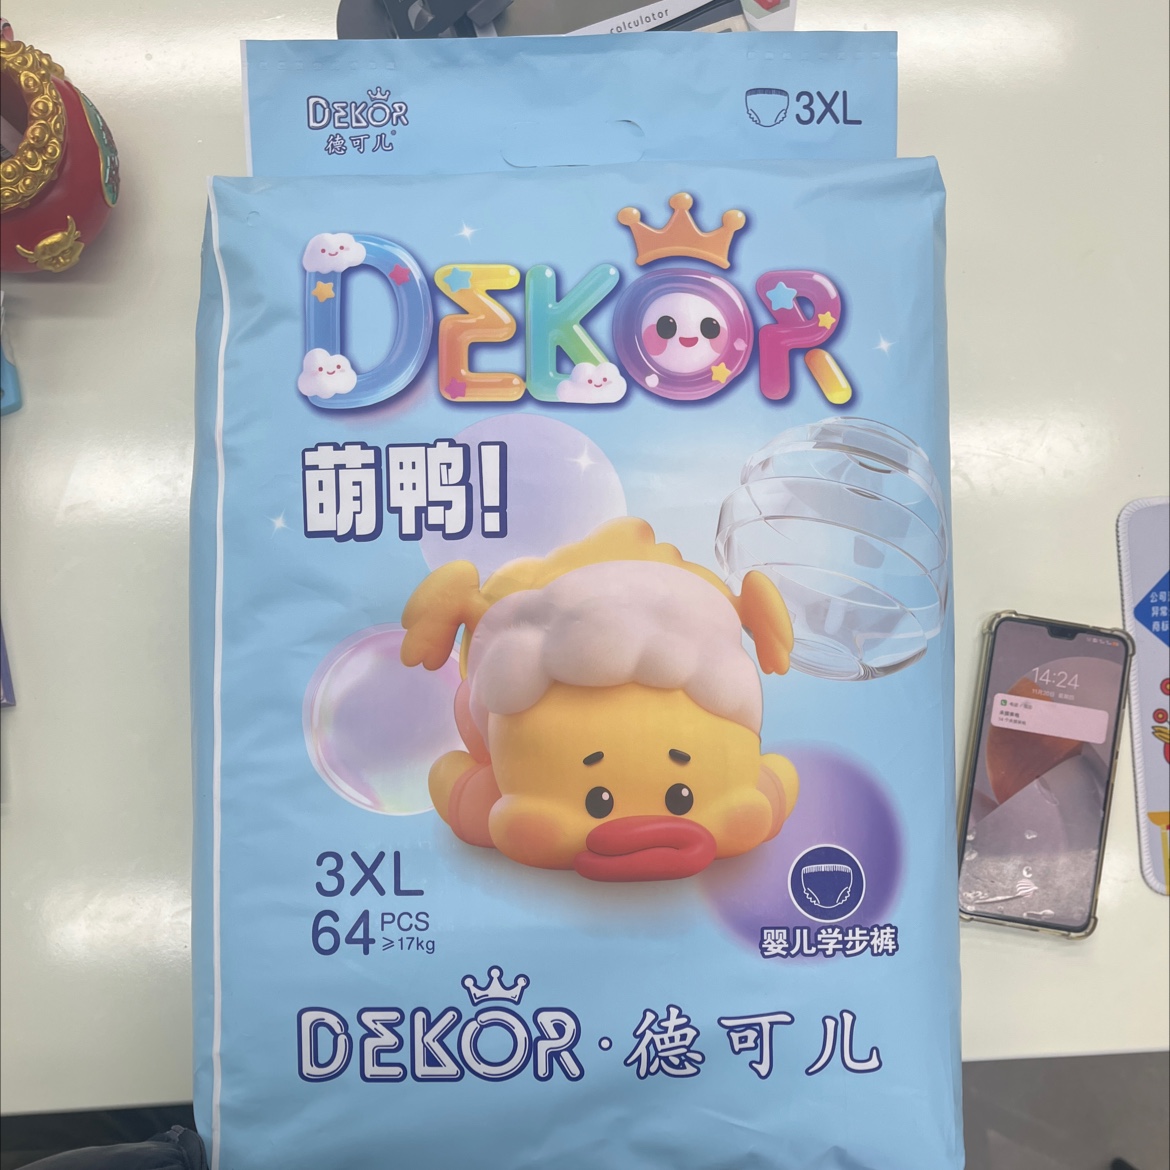 calculator
DEKOR
德可儿
3XL
DEKOR
萌鸭!
3XL
64 PCS
≥17kg
婴儿学步裤
DEKOR·德可儿
14:24